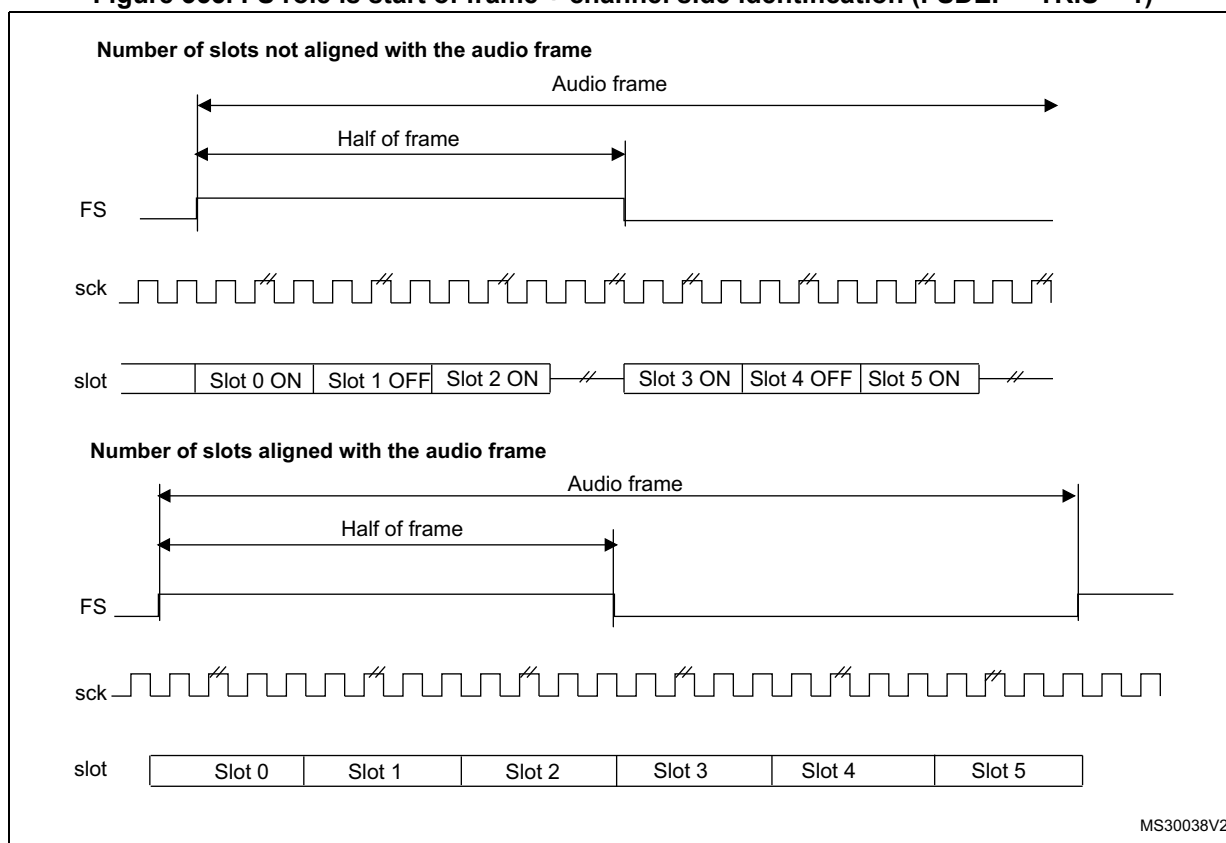 Number of slots not aligned with the audio frame
Audio frame
Half of frame
FS
sck
slot
Slot 0 ON
Slot 1 OFF
Slot 2 ON
Slot 3 ON
Slot 4 OFF
Slot 5 ON
Number of slots aligned with the audio frame
Audio frame
Half of frame
FS
sck
slot
Slot 0
Slot 1
Slot 2
Slot 3
Slot 4
Slot 5
MS30038V2